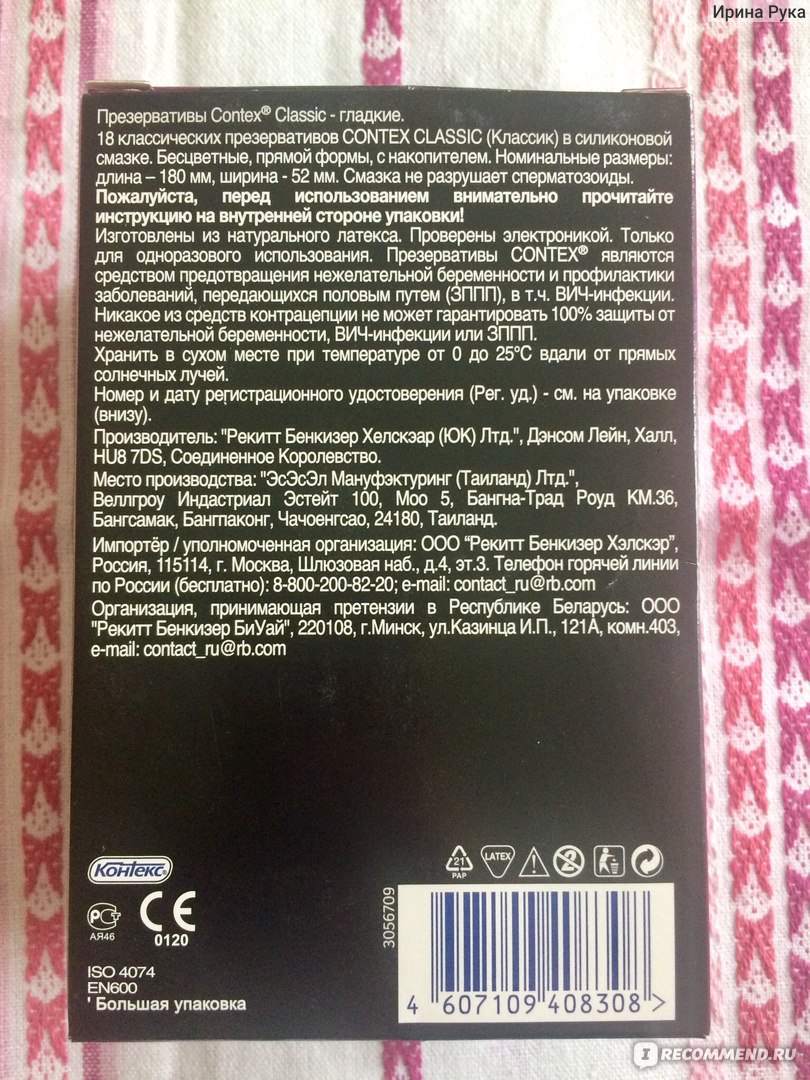 Ирина Рука
Презервативы Contex® Classic - гладкие.
18 классических презервативов CONTEX CLASSIC (Классик) в силиконовой
смазке. Бесцветные, прямой формы, с накопителем. Номинальные размеры:
длина – 180 мм, ширина - 52 мм. Смазка не разрушает сперматозоиды.
Пожалуйста, перед использованием внимательно прочитайте
инструкцию на внутренней стороне упаковки!
Изготовлены из натурального латекса. Проверены электроникой. Только
для одноразового использования. Презервативы CONTEX® являются
средством предотвращения нежелательной беременности и профилактики
заболеваний, передающихся половым путем (ЗППП), в т.ч. ВИЧ-инфекции.
Никакое из средств контрацепции не может гарантировать 100% защиты от
нежелательной беременности, ВИЧ-инфекции или ЗППП.
Хранить в сухом месте при температуре от 0 до 25°C вдали от прямых
солнечных лучей.
Номер и дату регистрационного удостоверения (Рег. уд.) - см. на упаковке
(внизу).
Производитель: "Рекитт Бенкизер Хелскэар (ЮК) Лтд.", Дэнсом Лейн, Халл,
HU8 7DS, Соединенное Королевство.
Место производства: "ЭсЭсЭл Мануфэктуринг (Таиланд) Лтд.",
Веллгроу Индастриал Эстейт 100, Моо 5, Бангна-Трад Роуд КМ.36,
Бангсамак, Бангпаконг, Чачоенгсао, 24180, Таиланд.
Импортёр / уполномоченная организация: ООО “Рекитт Бенкизер Хэлскэр”,
Россия, 115114, г. Москва, Шлюзовая наб., д.4, эт.3. Телефон горячей линии
по России (бесплатно): 8-800-200-82-20; e-mail: contact_ru@rb.com
Организация, принимающая претензии в Республике Беларусь: ООО
"Рекитт Бенкизер БиУай", 220108, г.Минск, ул.Казинца И.П., 121А, комн.403,
e-mail: contact_ru@rb.com
Контекс®
21
PAP
LATEX
2
РСТ
АЯ46
CE
0120
3056709
ISO 4074
EN600
' Большая упаковка
4 607109 408308 >
I RECOMMEND.RU